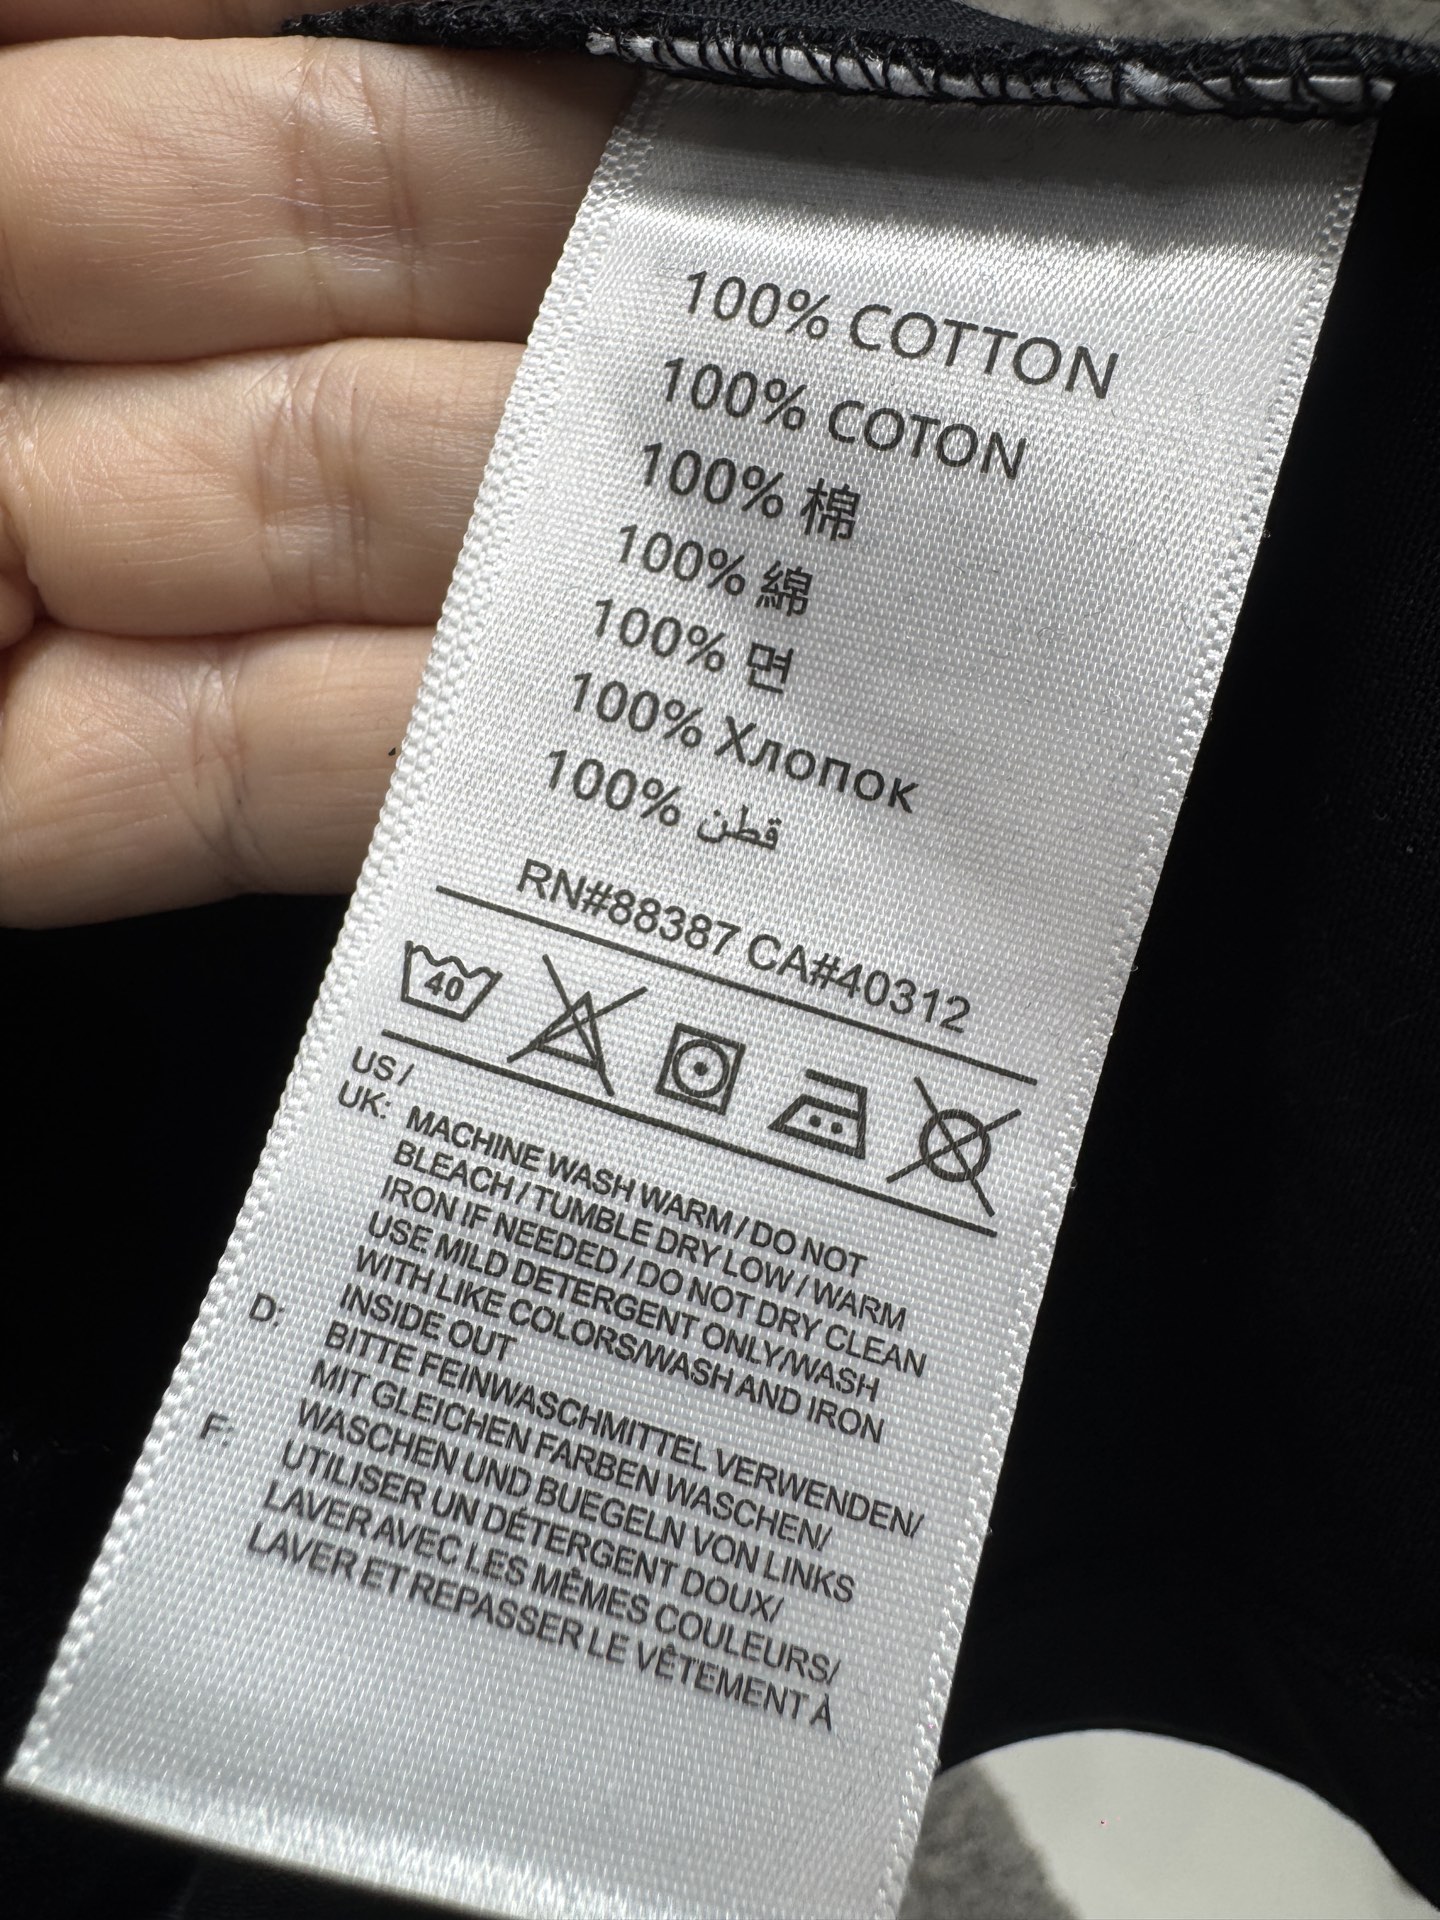 100% COTTON
100% COTON
100% 棉
100% 綿
100% 면
100% Хлопок
100% قطن
RN#88387 CA#40312
40
US /
UK: MACHINE WASH WARM / DO NOT
BLEACH / TUMBLE DRY LOW / WARM
IRON IF NEEDED / DO NOT DRY CLEAN
USE MILD DETERGENT ONLY/WASH
WITH LIKE COLORS/WASH AND IRON
INSIDE OUT
D: BITTE FEINWASCHMITTEL VERWENDEN/
MIT GLEICHEN FARBEN WASCHEN/
WASCHEN UND BUEGELN VON LINKS
F: UTILISER UN DÉTERGENT DOUX/
LAVER AVEC LES MÊMES COULEURS/
LAVER ET REPASSER LE VÊTEMENT À